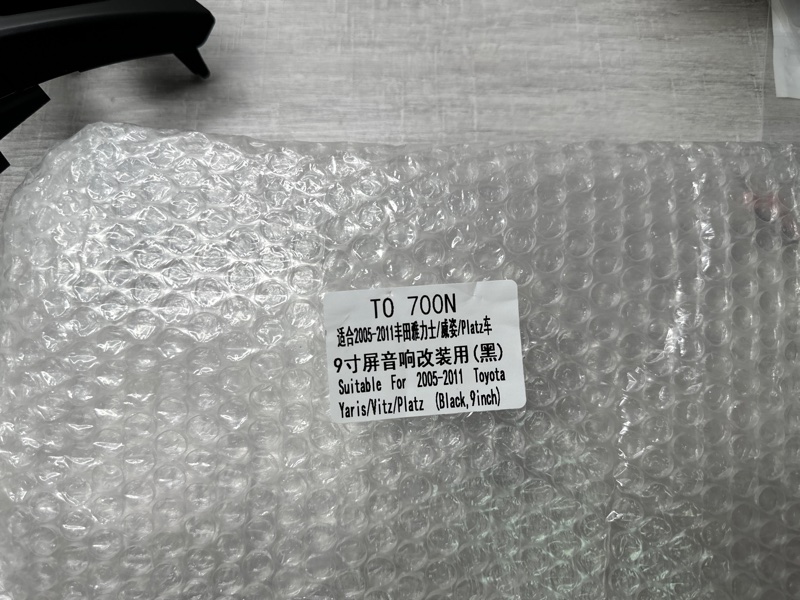 TO 700N
适合2005-2011丰田雅力士/威姿/Platz车
9寸屏音响改装用(黑)
Suitable For 2005-2011 Toyota
Yaris/Vitz/Platz (Black,9inch)